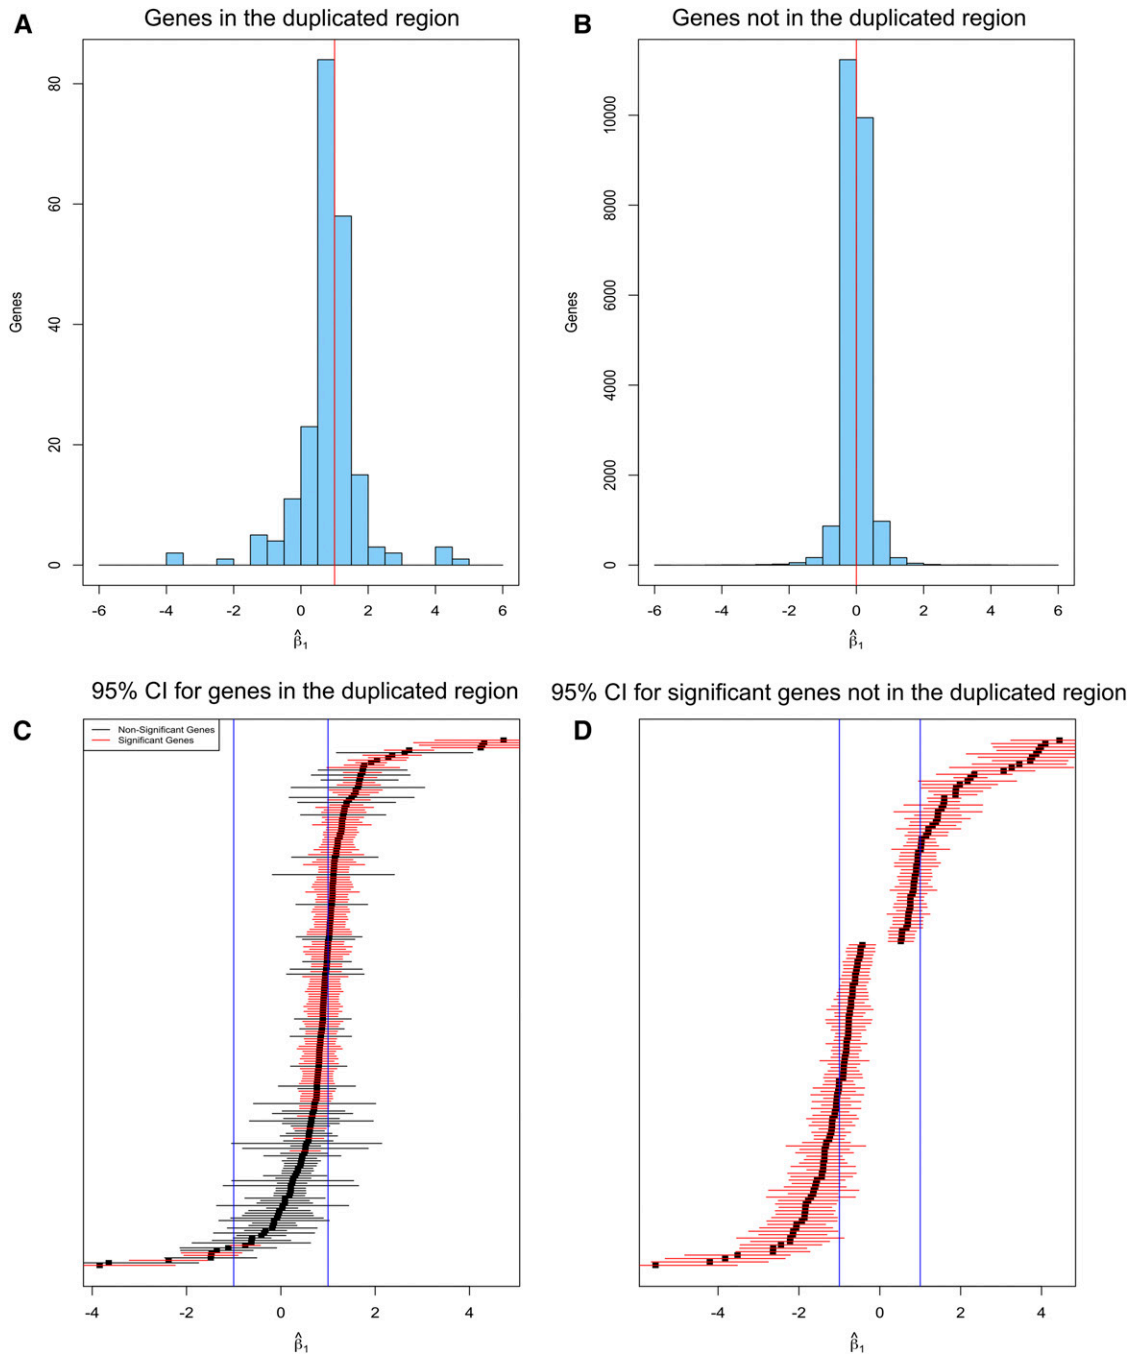 A
Genes in the duplicated region
Genes
0
20
40
60
80
-6
-4
-2
0
2
4
6
β̂₁
B
Genes not in the duplicated region
Genes
0
2000
4000
6000
8000
10000
-6
-4
-2
0
2
4
6
β̂₁
C
95% CI for genes in the duplicated region
Non-Significant Genes
Significant Genes
-4
-2
0
2
4
β̂₁
D
95% CI for significant genes not in the duplicated region
-4
-2
0
2
4
β̂₁